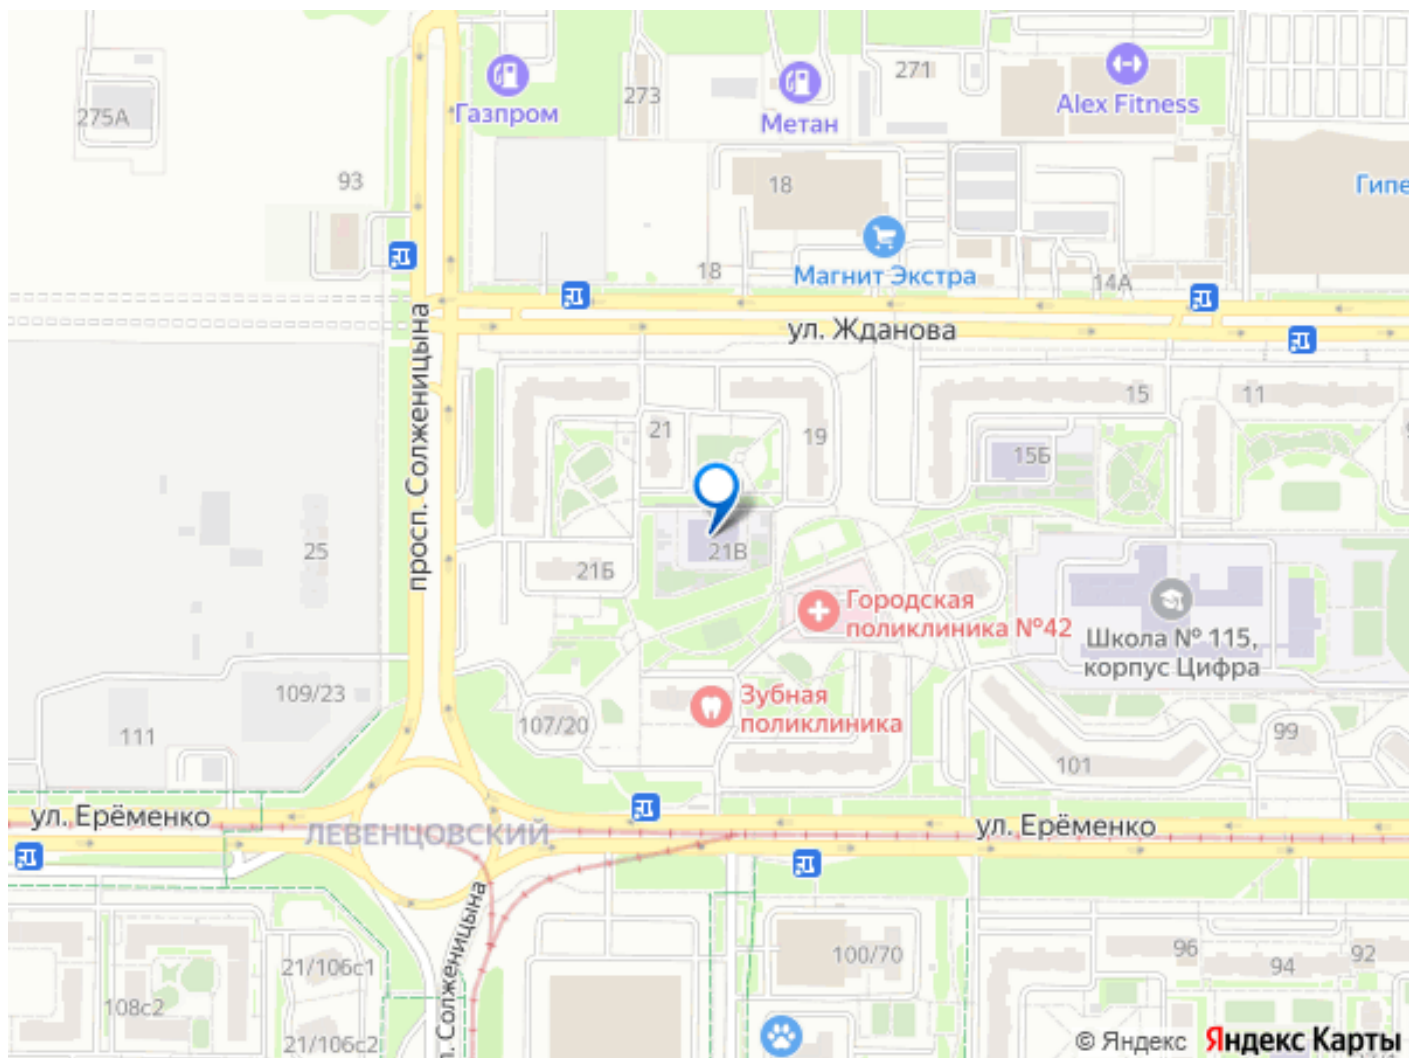 Газпром
273
Метан
271
Alex Fitness
275А
93
18
Гипе
Магнит Экстра
18
14А
ул. Жданова
просп. Солженицына
15
11
21
19
15Б
21В
25
21Б
Городская
поликлиника №42
Школа № 115,
корпус Цифра
109/23
Зубная
поликлиника
111
107/20
99
101
ул. Ерёменко
ЛЕВЕНЦОВСКИЙ
ул. Ерёменко
. Солженицына
100/70
96
94
92
21/106с1
108с2
21/106с2
© Яндекс Яндекс Карты